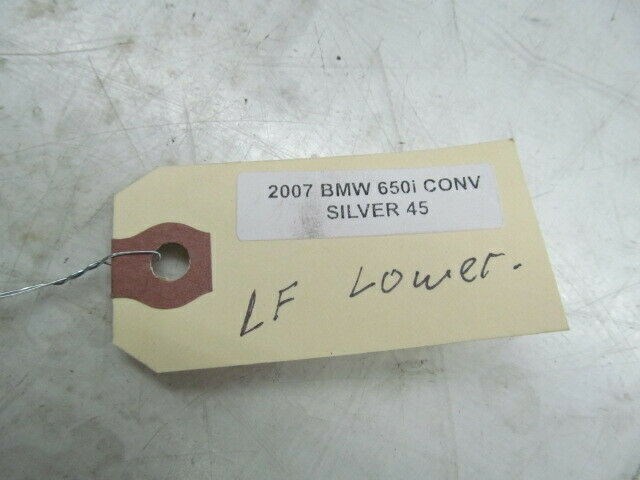 2007 BMW 650i CONV
SILVER 45
LF Lower.